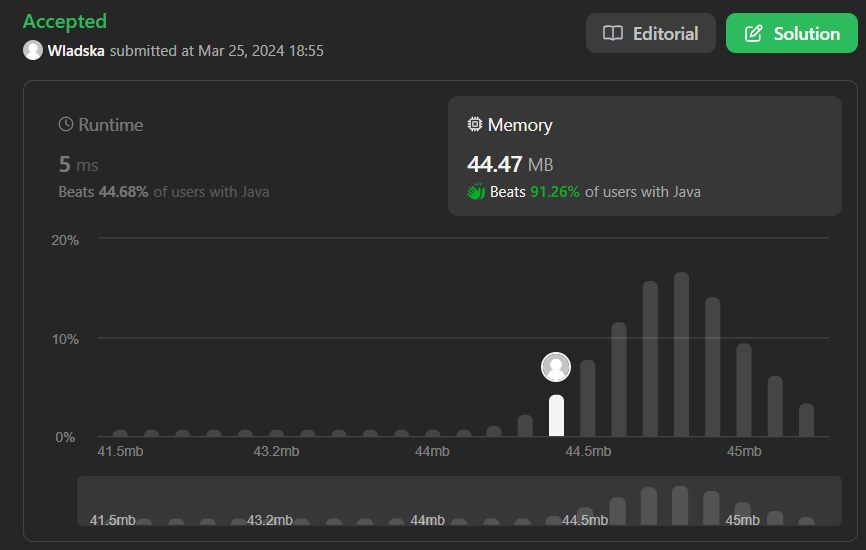 Accepted
Wladska submitted at Mar 25, 2024 18:55
Editorial
Solution
Runtime
5 ms
Beats 44.68% of users with Java
Memory
44.47 MB
Beats 91.26% of users with Java
20%
10%
0%
41.5mb 43.2mb 44mb 44.5mb 45mb
41.5mb 43.2mb 44mb 44.5mb 45mb